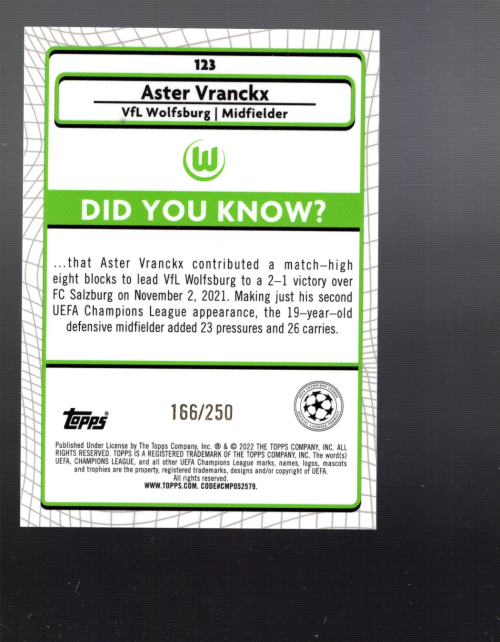 123
Aster Vranckx
VfL Wolfsburg | Midfielder
W
DID YOU KNOW?
...that Aster Vranckx contributed a match–high
eight blocks to lead VfL Wolfsburg to a 2–1 victory over
FC Salzburg on November 2, 2021. Making just his second
UEFA Champions League appearance, the 19–year–old
defensive midfielder added 23 pressures and 26 carries.
Topps
166/250
Published Under License by The Topps Company, Inc. ® & © 2022 THE TOPPS COMPANY, INC. ALL
RIGHTS RESERVED. TOPPS IS A REGISTERED TRADEMARK OF THE TOPPS COMPANY, INC. The word(s)
UEFA, CHAMPIONS LEAGUE, and all other UEFA Champions League marks, names, logos, mascots
and trophies are the property, registered trademarks, designs and/or copyright of UEFA.
All rights reserved.
WWW.TOPPS.COM. CODE#CMP052579.